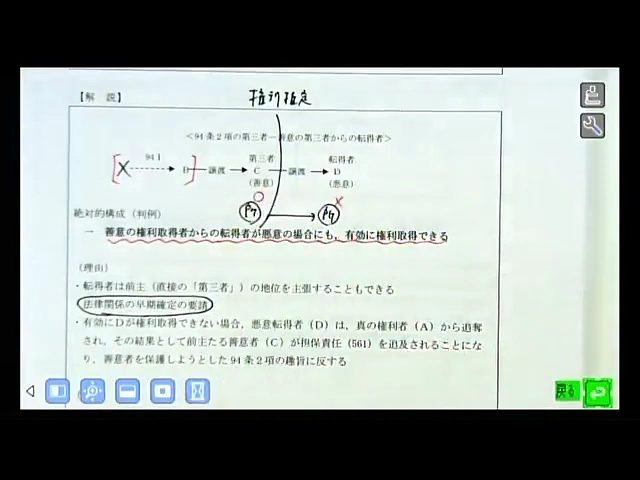 【解 説】
権利推定
＜94条2項の第三者－善意の第三者からの転得者＞
94 I 第三者 転得者
B 譲渡 C 譲渡 D
(善意) (悪意)
○ ×
絶対的構成（判例）
→ 善意の権利取得者からの転得者が悪意の場合にも、有効に権利取得できる
（理由）
・転得者は前主（直接の「第三者」）の地位を主張することもできる
法律関係の早期確定の要請
・有効にDが権利取得できない場合，悪意転得者（D）は，真の権利者（A）から追奪
され，その結果として前主たる善意者（C）が担保責任（561）を追及されることにな
り，善意者を保護しようとした94条2項の趣旨に反する
戻る